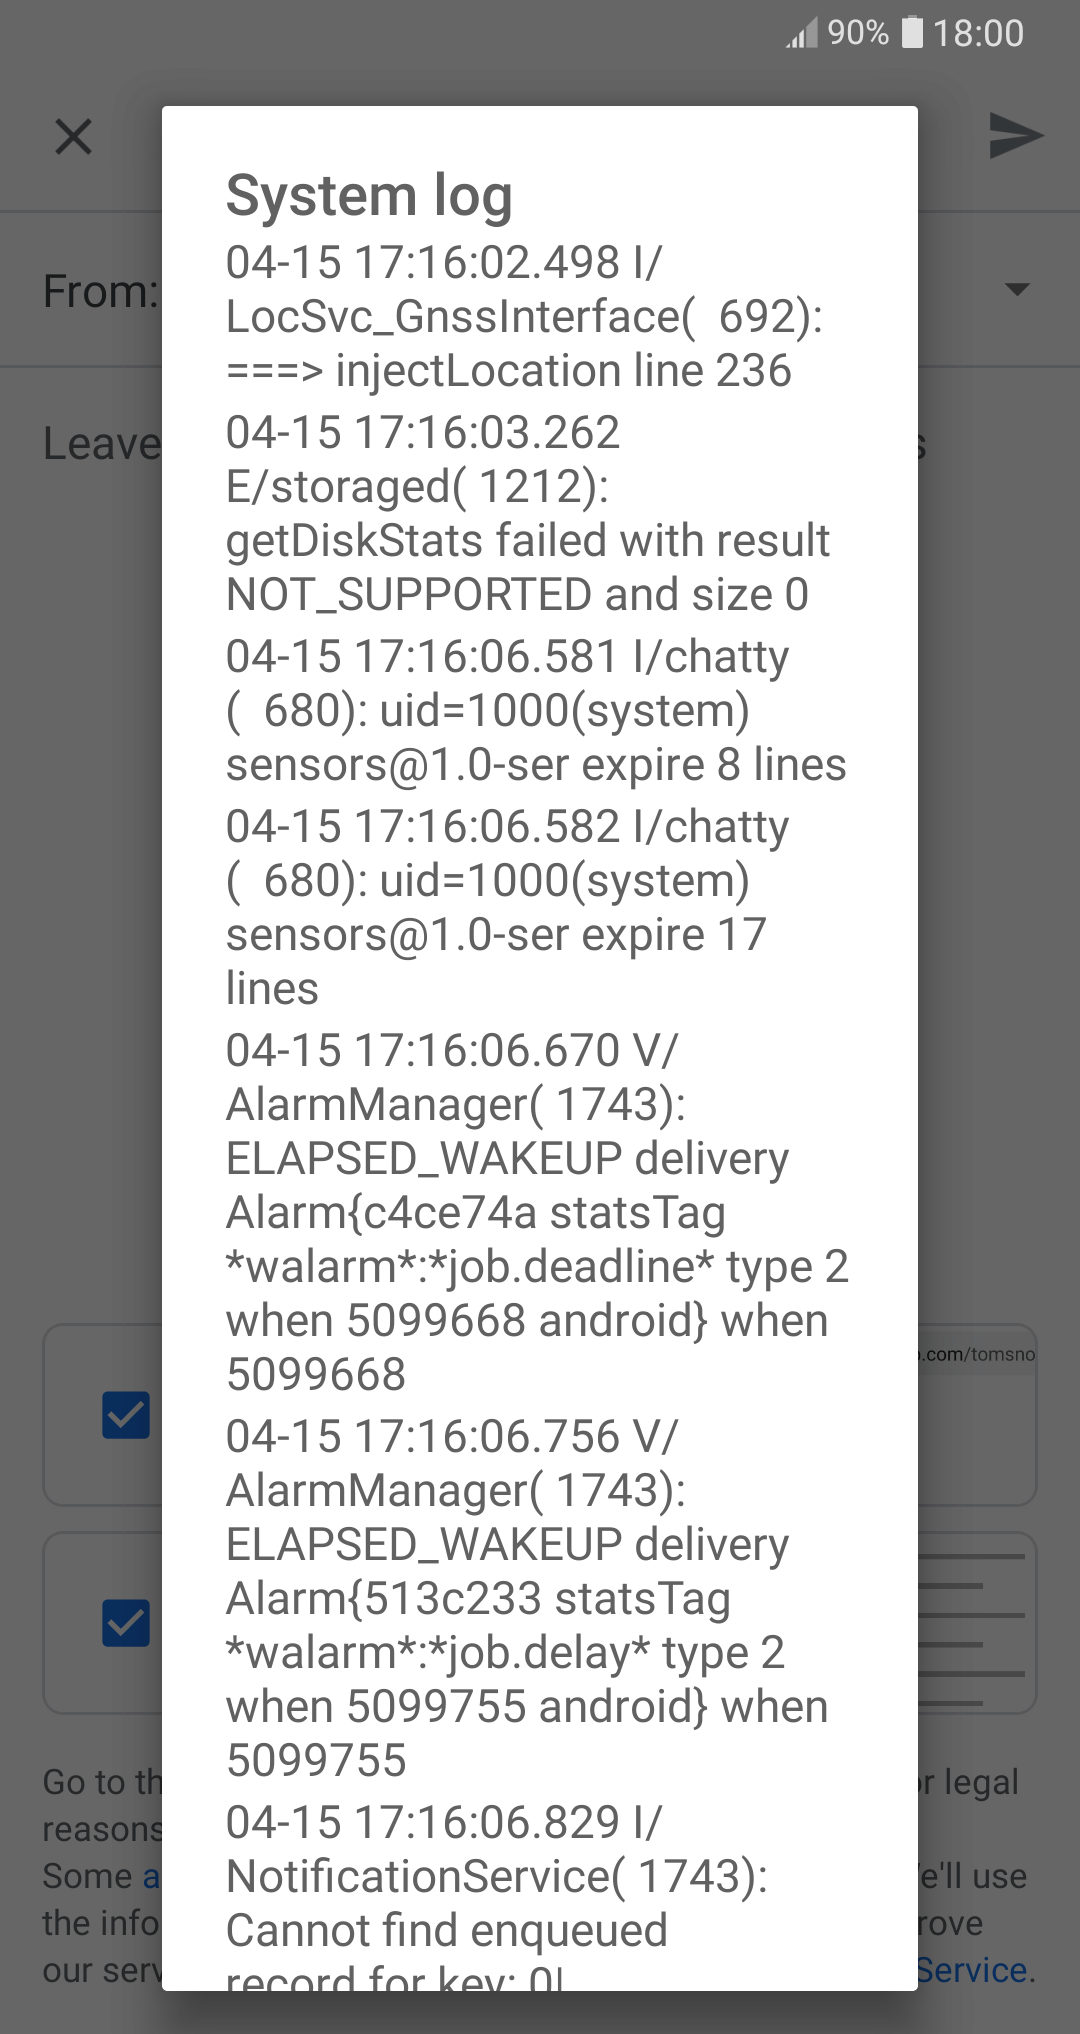 90% 18:00
System log
04-15 17:16:02.498 I/
LocSvc_GnssInterface(  692):
===> injectLocation line 236
04-15 17:16:03.262
E/storaged( 1212):
getDiskStats failed with result
NOT_SUPPORTED and size 0
04-15 17:16:06.581 I/chatty
(  680): uid=1000(system)
sensors@1.0-ser expire 8 lines
04-15 17:16:06.582 I/chatty
(  680): uid=1000(system)
sensors@1.0-ser expire 17
lines
04-15 17:16:06.670 V/
AlarmManager( 1743):
ELAPSED_WAKEUP delivery
Alarm{c4ce74a statsTag
*walarm*:*job.deadline* type 2
when 5099668 android} when
5099668
04-15 17:16:06.756 V/
AlarmManager( 1743):
ELAPSED_WAKEUP delivery
Alarm{513c233 statsTag
*walarm*:*job.delay* type 2
when 5099755 android} when
5099755
04-15 17:16:06.829 I/
NotificationService( 1743):
Cannot find enqueued
record for key: 0|
From:
Leave
.com/tomsno
Go to legal
reasons
Some use
the
our Service.